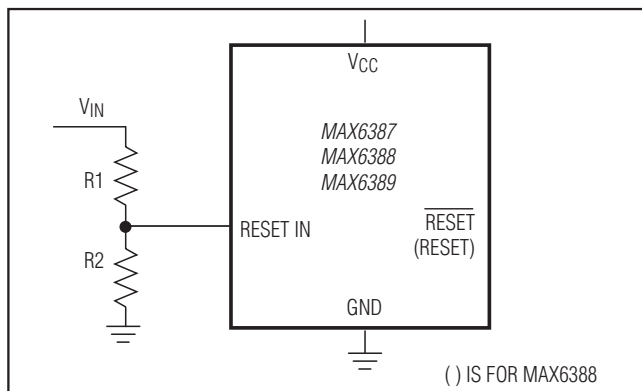 VCC
VIN
MAX6387
MAX6388
MAX6389
R1
RESET IN
RESET
(RESET)
R2
GND
( ) IS FOR MAX6388